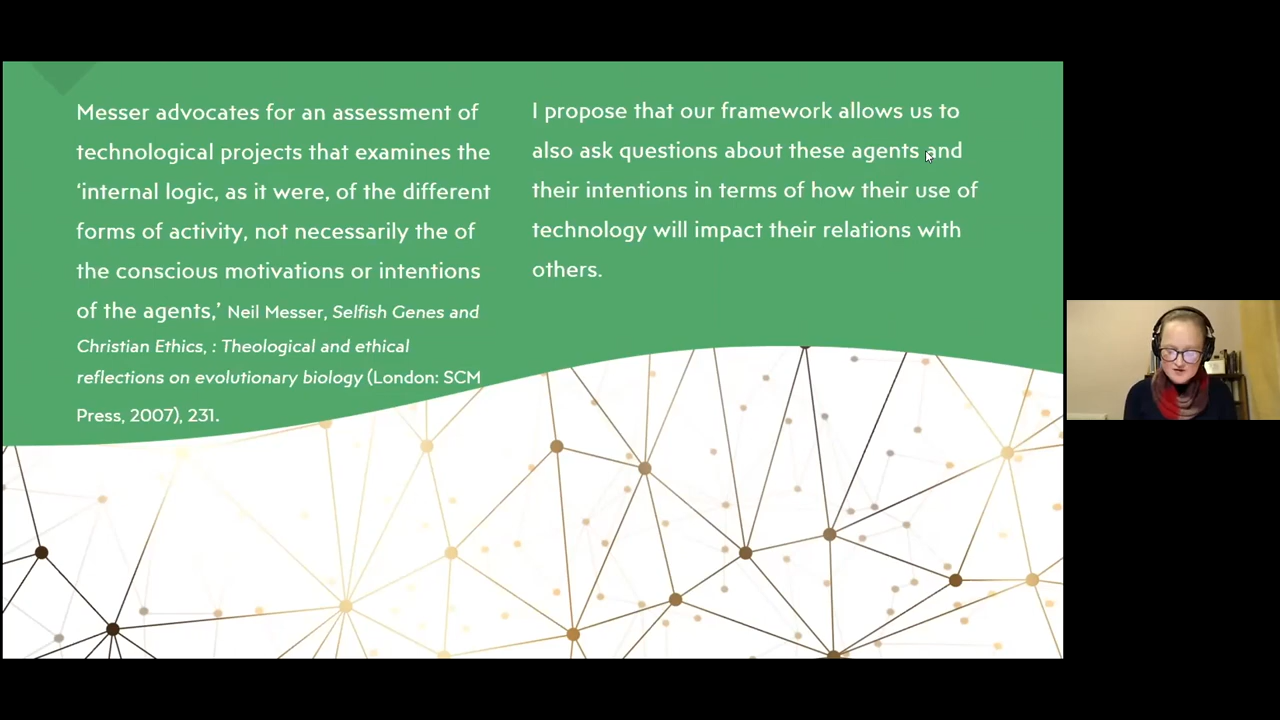 Messer advocates for an assessment of
technological projects that examines the
‘internal logic, as it were, of the different
forms of activity, not necessarily the of
the conscious motivations or intentions
of the agents,’ Neil Messer, Selfish Genes and
Christian Ethics, : Theological and ethical
reflections on evolutionary biology (London: SCM
Press, 2007), 231.
I propose that our framework allows us to
also ask questions about these agents and
their intentions in terms of how their use of
technology will impact their relations with
others.